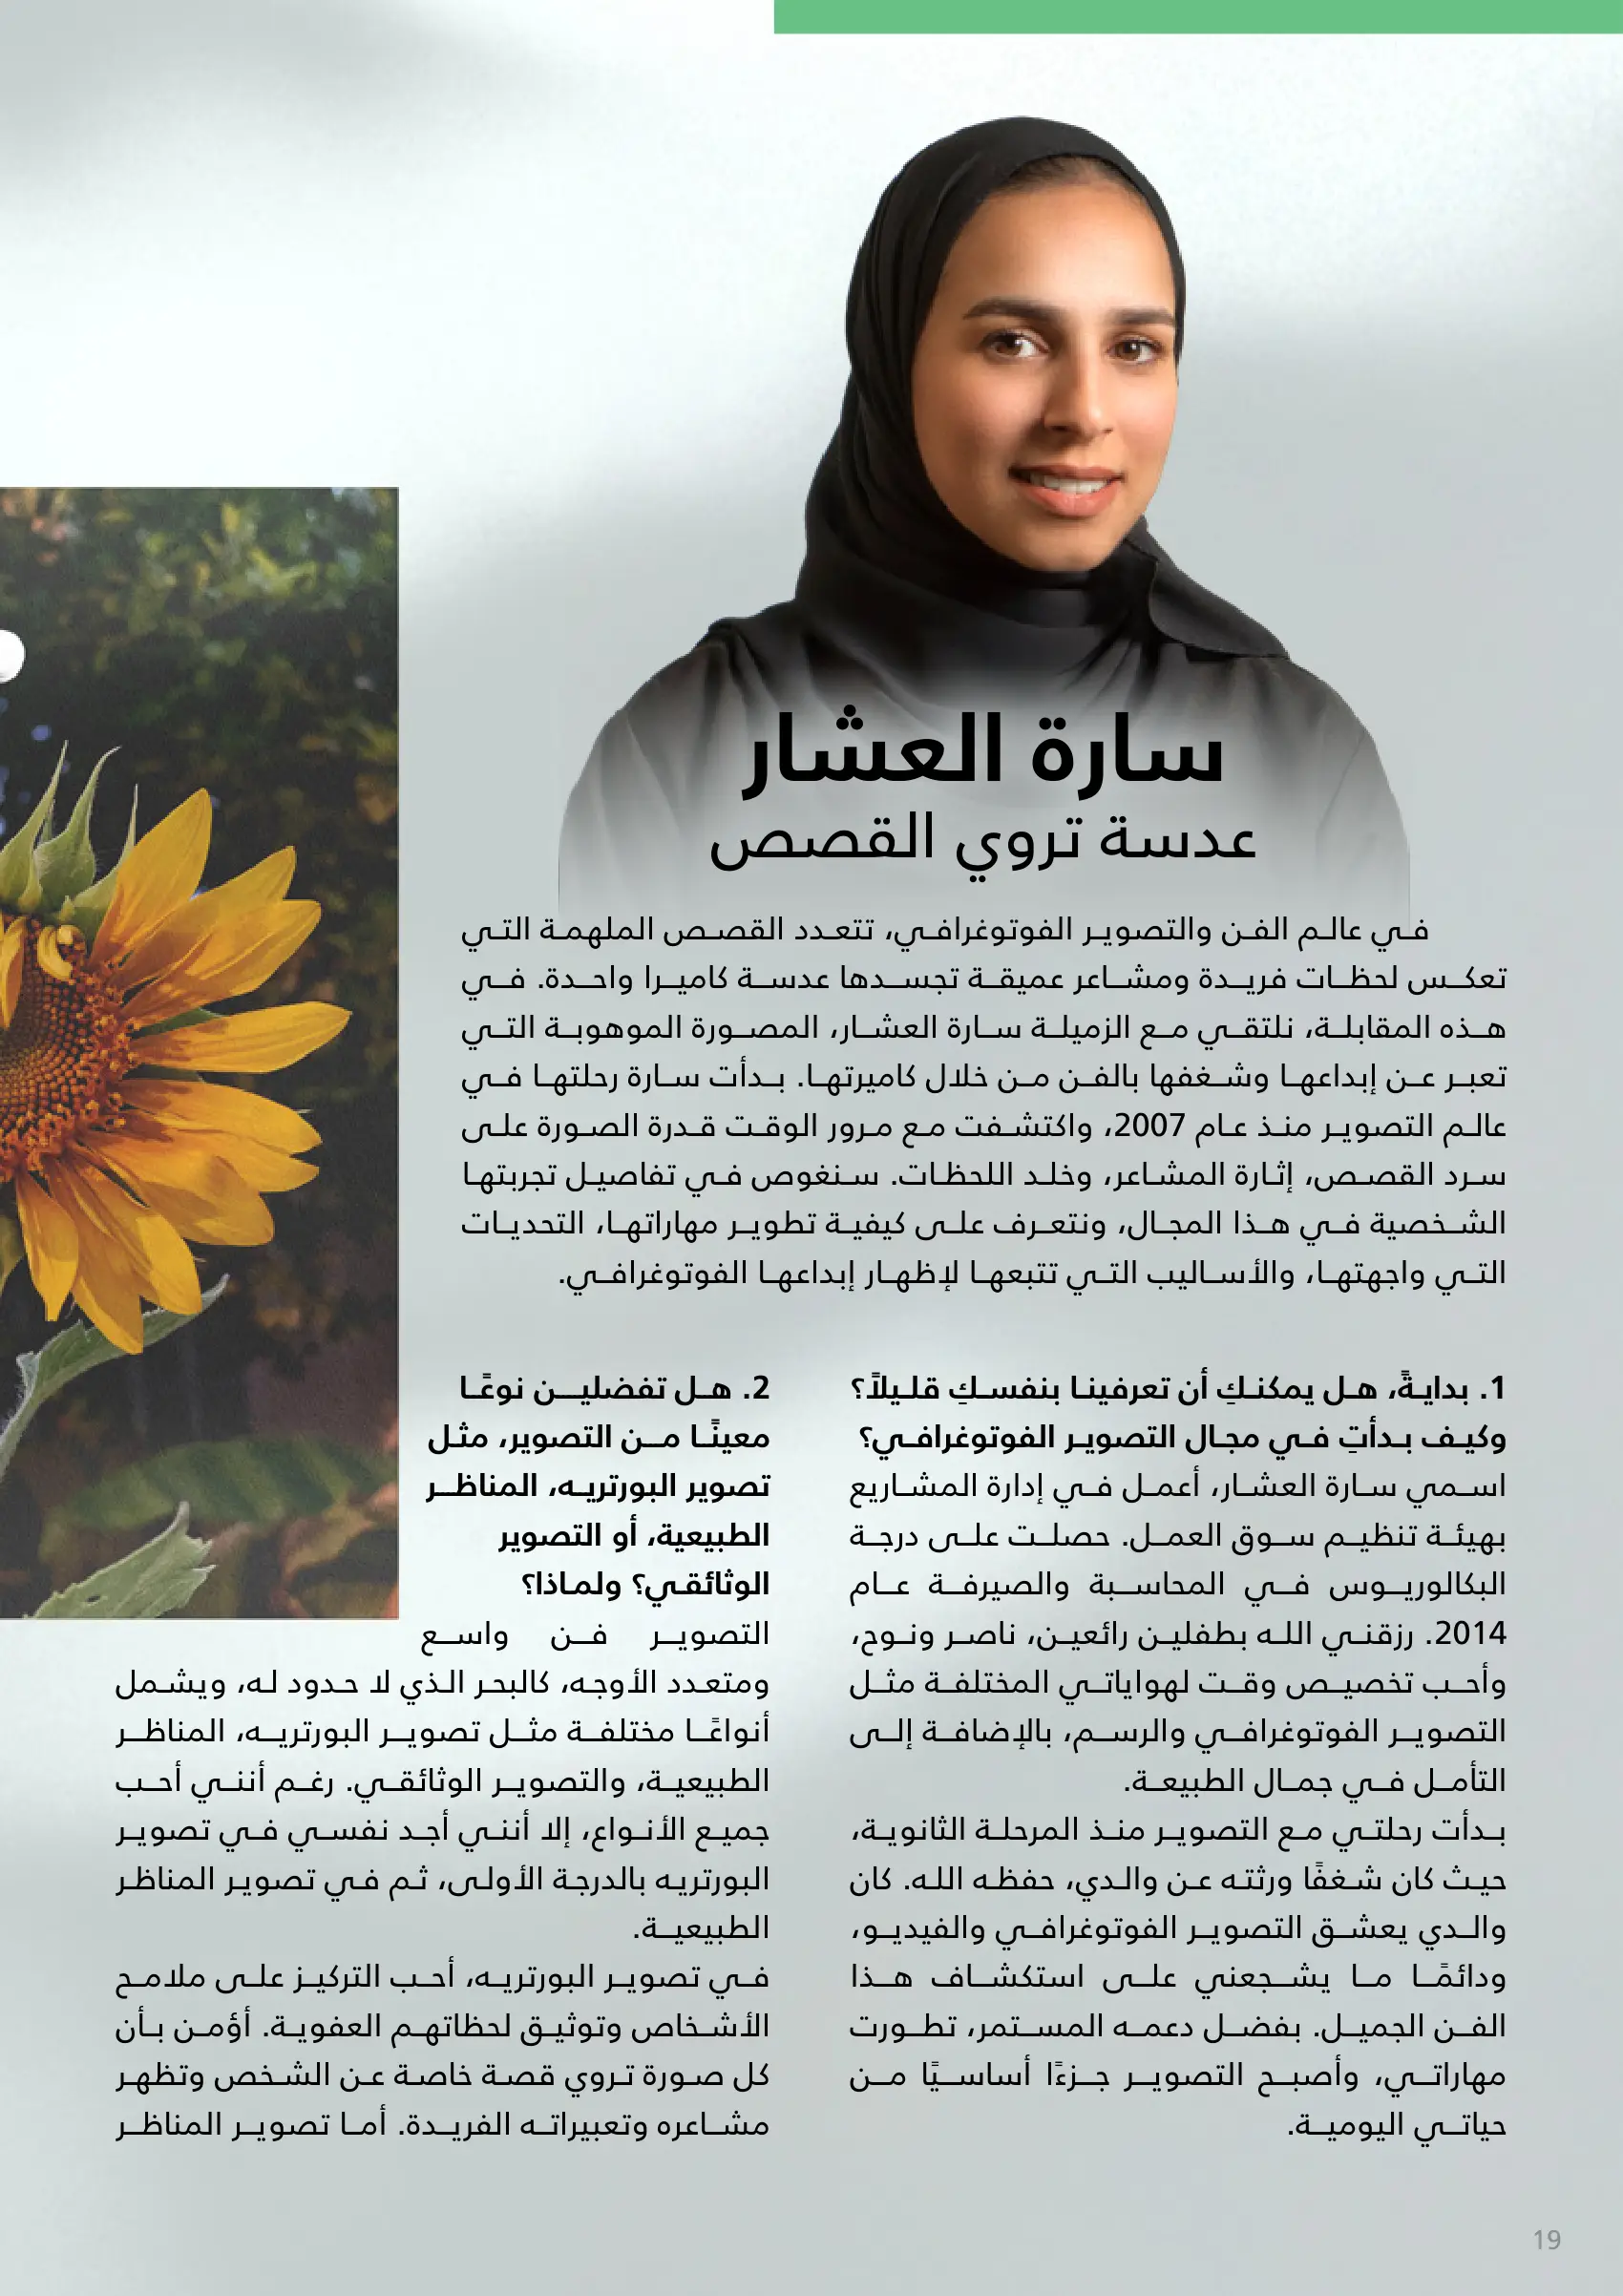 سارة العشار
عدسة تروي القصص
في عالم الفن والتصوير الفوتوغرافي، تتعدد القصص الملهمة التي
تعكس لحظات فريدة ومشاعر عميقة تجسدها عدسة كاميرا واحدة. في
هذه المقابلة، نلتقي مع الزميلة سارة العشار، المصورة الموهوبة التي
تعبر عن إبداعها وشغفها بالفن من خلال كاميرتها. بدأت سارة رحلتها في
عالم التصوير منذ عام 2007، واكتشفت مع مرور الوقت قدرة الصورة على
سرد القصص، إثارة المشاعر، وخلد اللحظات. سنغوص في تفاصيل تجربتها
الشخصية في هذا المجال، ونتعرف على كيفية تطوير مهاراتها، التحديات
التي واجهتها، والأساليب التي تتبعها لإظهار إبداعها الفوتوغرافي.
1. بدايةً، هل يمكنكِ أن تعرفينا بنفسكِ قليلاً؟
وكيف بدأتِ في مجال التصوير الفوتوغرافي؟
اسمي سارة العشار، أعمل في إدارة المشاريع
بهيئة تنظيم سوق العمل. حصلت على درجة
البكالوريوس في المحاسبة والصيرفة عام
2014. رزقني الله بطفلين رائعين، ناصر ونوح،
وأحب تخصيص وقت لهواياتي المختلفة مثل
التصوير الفوتوغرافي والرسم، بالإضافة إلى
التأمل في جمال الطبيعة.
بدأت رحلتي مع التصوير منذ المرحلة الثانوية،
حيث كان شغفًا ورثته عن والدي، حفظه الله. كان
والدي يعشق التصوير الفوتوغرافي والفيديو،
ودائمًا ما يشجعني على استكشاف هذا
الفن الجميل. بفضل دعمه المستمر، تطورت
مهاراتي، وأصبح التصوير جزءًا أساسيًا من
حياتي اليومية.
2. هل تفضلين نوعًا
معينًا من التصوير، مثل
تصوير البورتريه، المناظر
الطبيعية، أو التصوير
الوثائقي؟ ولماذا؟
التصوير فن واسع
ومتعدد الأوجه، كالبحر الذي لا حدود له، ويشمل
أنواعًا مختلفة مثل تصوير البورتريه، المناظر
الطبيعية، والتصوير الوثائقي. رغم أنني أحب
جميع الأنواع، إلا أنني أجد نفسي في تصوير
البورتريه بالدرجة الأولى، ثم في تصوير المناظر
الطبيعية.
في تصوير البورتريه، أحب التركيز على ملامح
الأشخاص وتوثيق لحظاتهم العفوية. أؤمن بأن
كل صورة تروي قصة خاصة عن الشخص وتظهر
مشاعره وتعبيراته الفريدة. أما تصوير المناظر
19